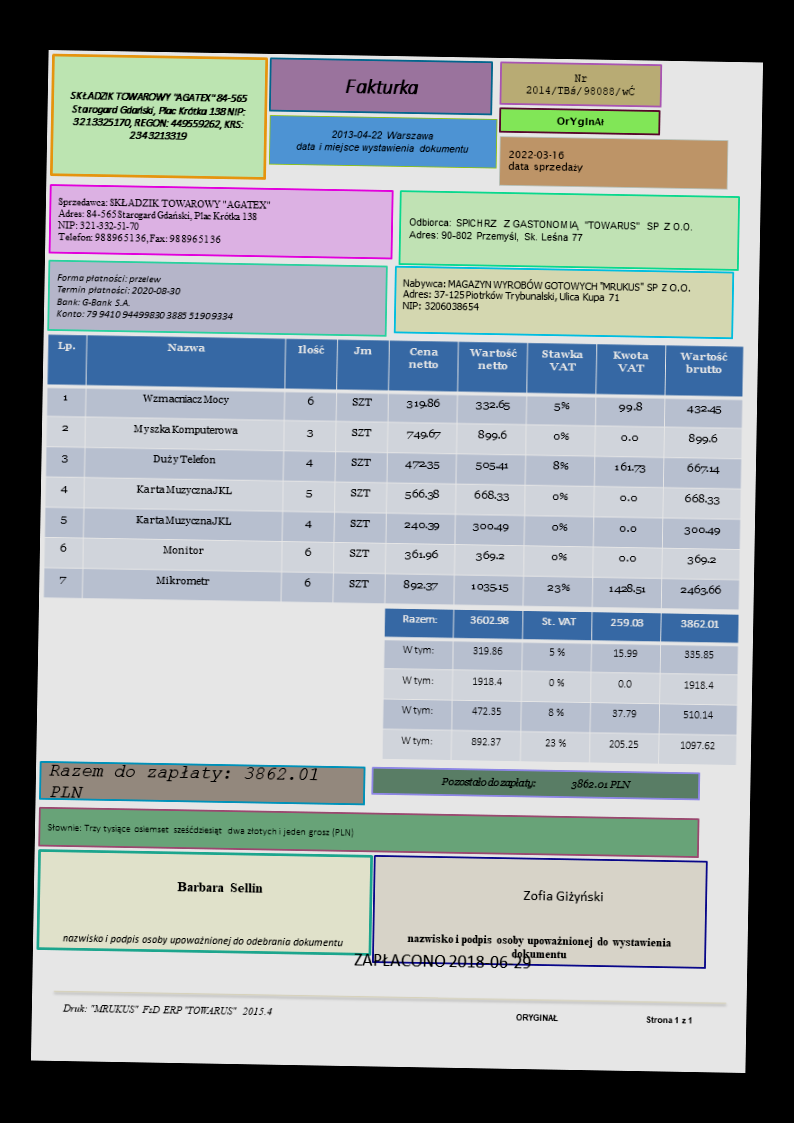 SKŁADZIK TOWAROWY "AGATEX" 84-565
Starogard Gdański, Plac Krótka 138 NIP:
3213325170, REGON: 449559262, KRS:
2343213319
Fakturka
2013-04-22 Warszawa
data i miejsce wystawienia dokumentu
Nr
2014/TBś/98088/wĆ
OrYgInAł
2022-03-16
data sprzedaży
Sprzedawca: SKŁADZIK TOWAROWY "AGATEX"
Adres: 84-565 Starogard Gdański, Plac Krótka 138
NIP: 321-332-51-70
Telefon: 988965136, Fax: 988965136
Odbiorca: SPICHRZ Z GASTONOMIĄ "TOWARUS" SP Z O.O.
Adres: 90-802 Przemyśl, Sk. Leśna 77
Forma płatności: przelew
Termin płatności: 2020-08-30
Bank: G-Bank S.A.
Konto: 79 9410 9449 9830 3885 5190 9334
Nabywca: MAGAZYN WYROBÓW GOTOWYCH "MRUKUS" SP Z O.O.
Adres: 37-125 Piotrków Trybunalski, Ulica Kupa 71
NIP: 3206038654
Lp. Nazwa Ilość Jm Cena netto Wartość netto Stawka VAT Kwota VAT Wartość brutto
1 Wzmacniacz Mocy 6 SZT 319.86 332.65 5% 99.8 432.45
2 Myszka Komputerowa 3 SZT 749.67 899.6 0% 0.0 899.6
3 Duży Telefon 4 SZT 472.35 505.41 8% 161.73 667.14
4 Karta Muzyczna JKL 5 SZT 566.38 668.33 0% 0.0 668.33
5 Karta Muzyczna JKL 4 SZT 240.39 300.49 0% 0.0 300.49
6 Monitor 6 SZT 361.96 369.2 0% 0.0 369.2
7 Mikrometr 6 SZT 892.37 1035.15 23% 1428.51 2463.66
Razem: 3602.98 St. VAT 259.03 3862.01
W tym: 319.86 5 % 15.99 335.85
W tym: 1918.4 0 % 0.0 1918.4
W tym: 472.35 8 % 37.79 510.14
W tym: 892.37 23 % 205.25 1097.62
Razem do zapłaty: 3862.01
PLN
Pozostało do zapłaty: 3862.01 PLN
Słownie: Trzy tysiące osiemset sześćdziesiąt dwa złotych i jeden grosz (PLN)
Barbara Sellin
nazwisko i podpis osoby upoważnionej do odebrania dokumentu
Zofia Giżyński
nazwisko i podpis osoby upoważnionej do wystawienia
dokumentu
ZAPŁACONO 2018-06-29
Druk: "MRUKUS" FzD ERP "TOWARUS" 2015.4
ORYGINAŁ
Strona 1 z 1